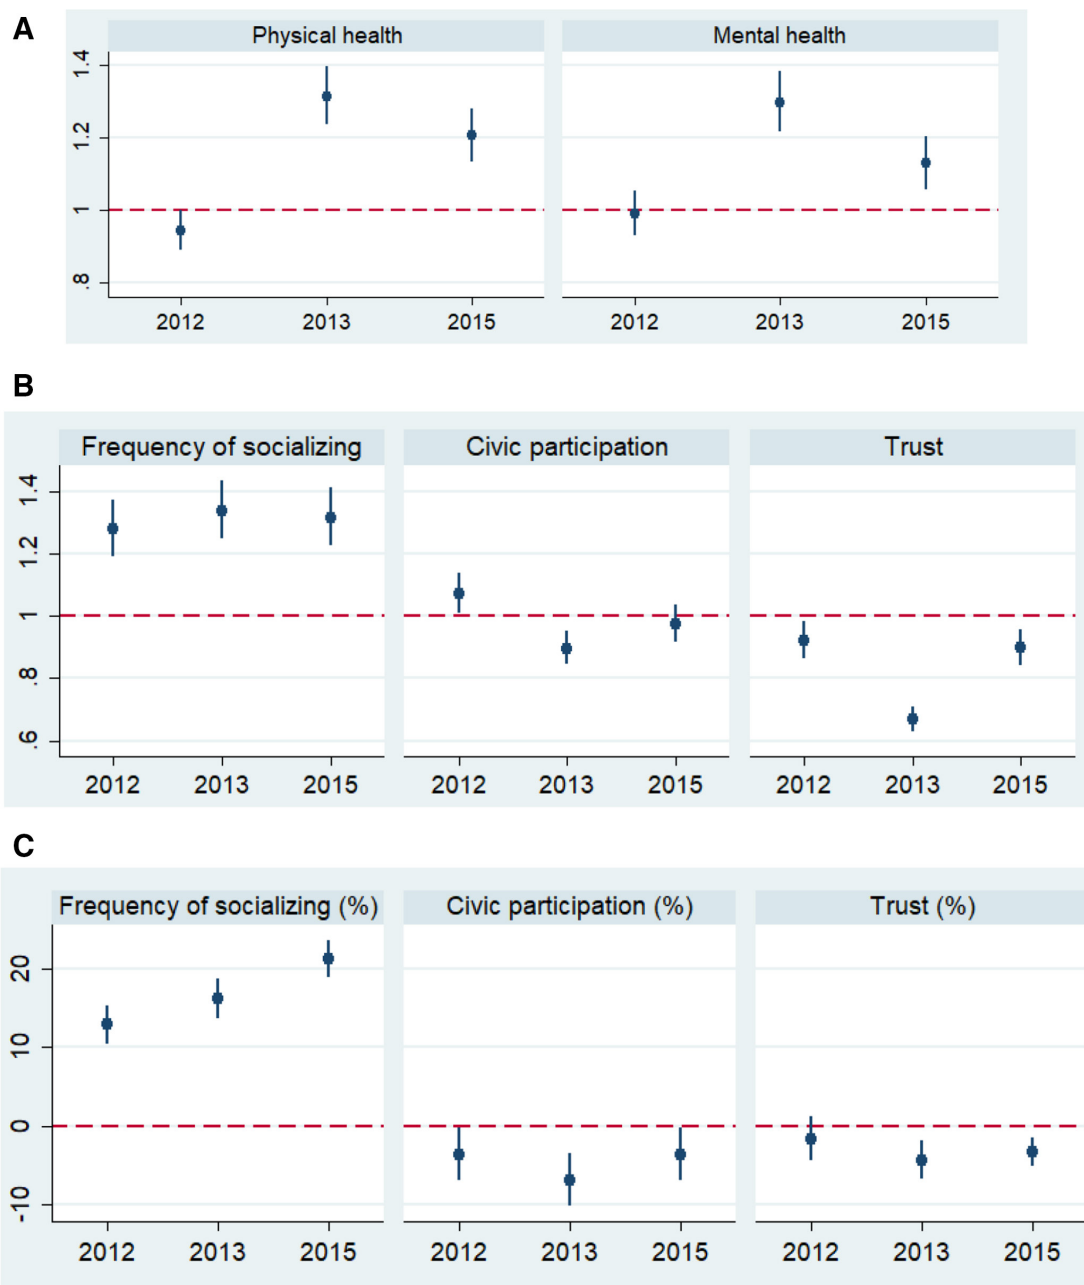 A
Physical health Mental health
1.4
1.2
1
.8
2012 2013 2015 2012 2013 2015
B
Frequency of socializing Civic participation Trust
1.4
1.2
1
.8
.6
2012 2013 2015 2012 2013 2015 2012 2013 2015
C
Frequency of socializing (%) Civic participation (%) Trust (%)
20
10
0
-10
2012 2013 2015 2012 2013 2015 2012 2013 2015